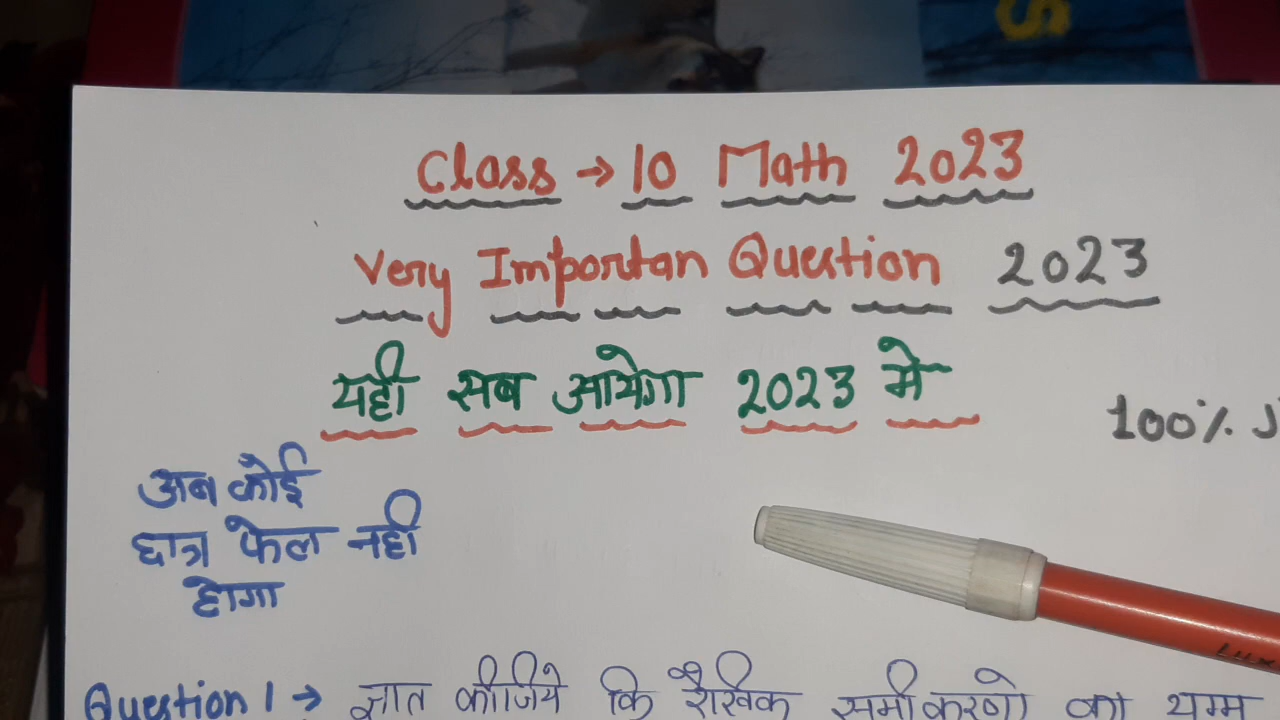 Class → 10 Math 2023
Very Importan Question 2023
यही सब आयेगा 2023 मे
100%
अब कोई
छात्र फेल नही
होगा
Question 1 → ज्ञात कीजिये कि रैखिक समीकरणो का युग्म